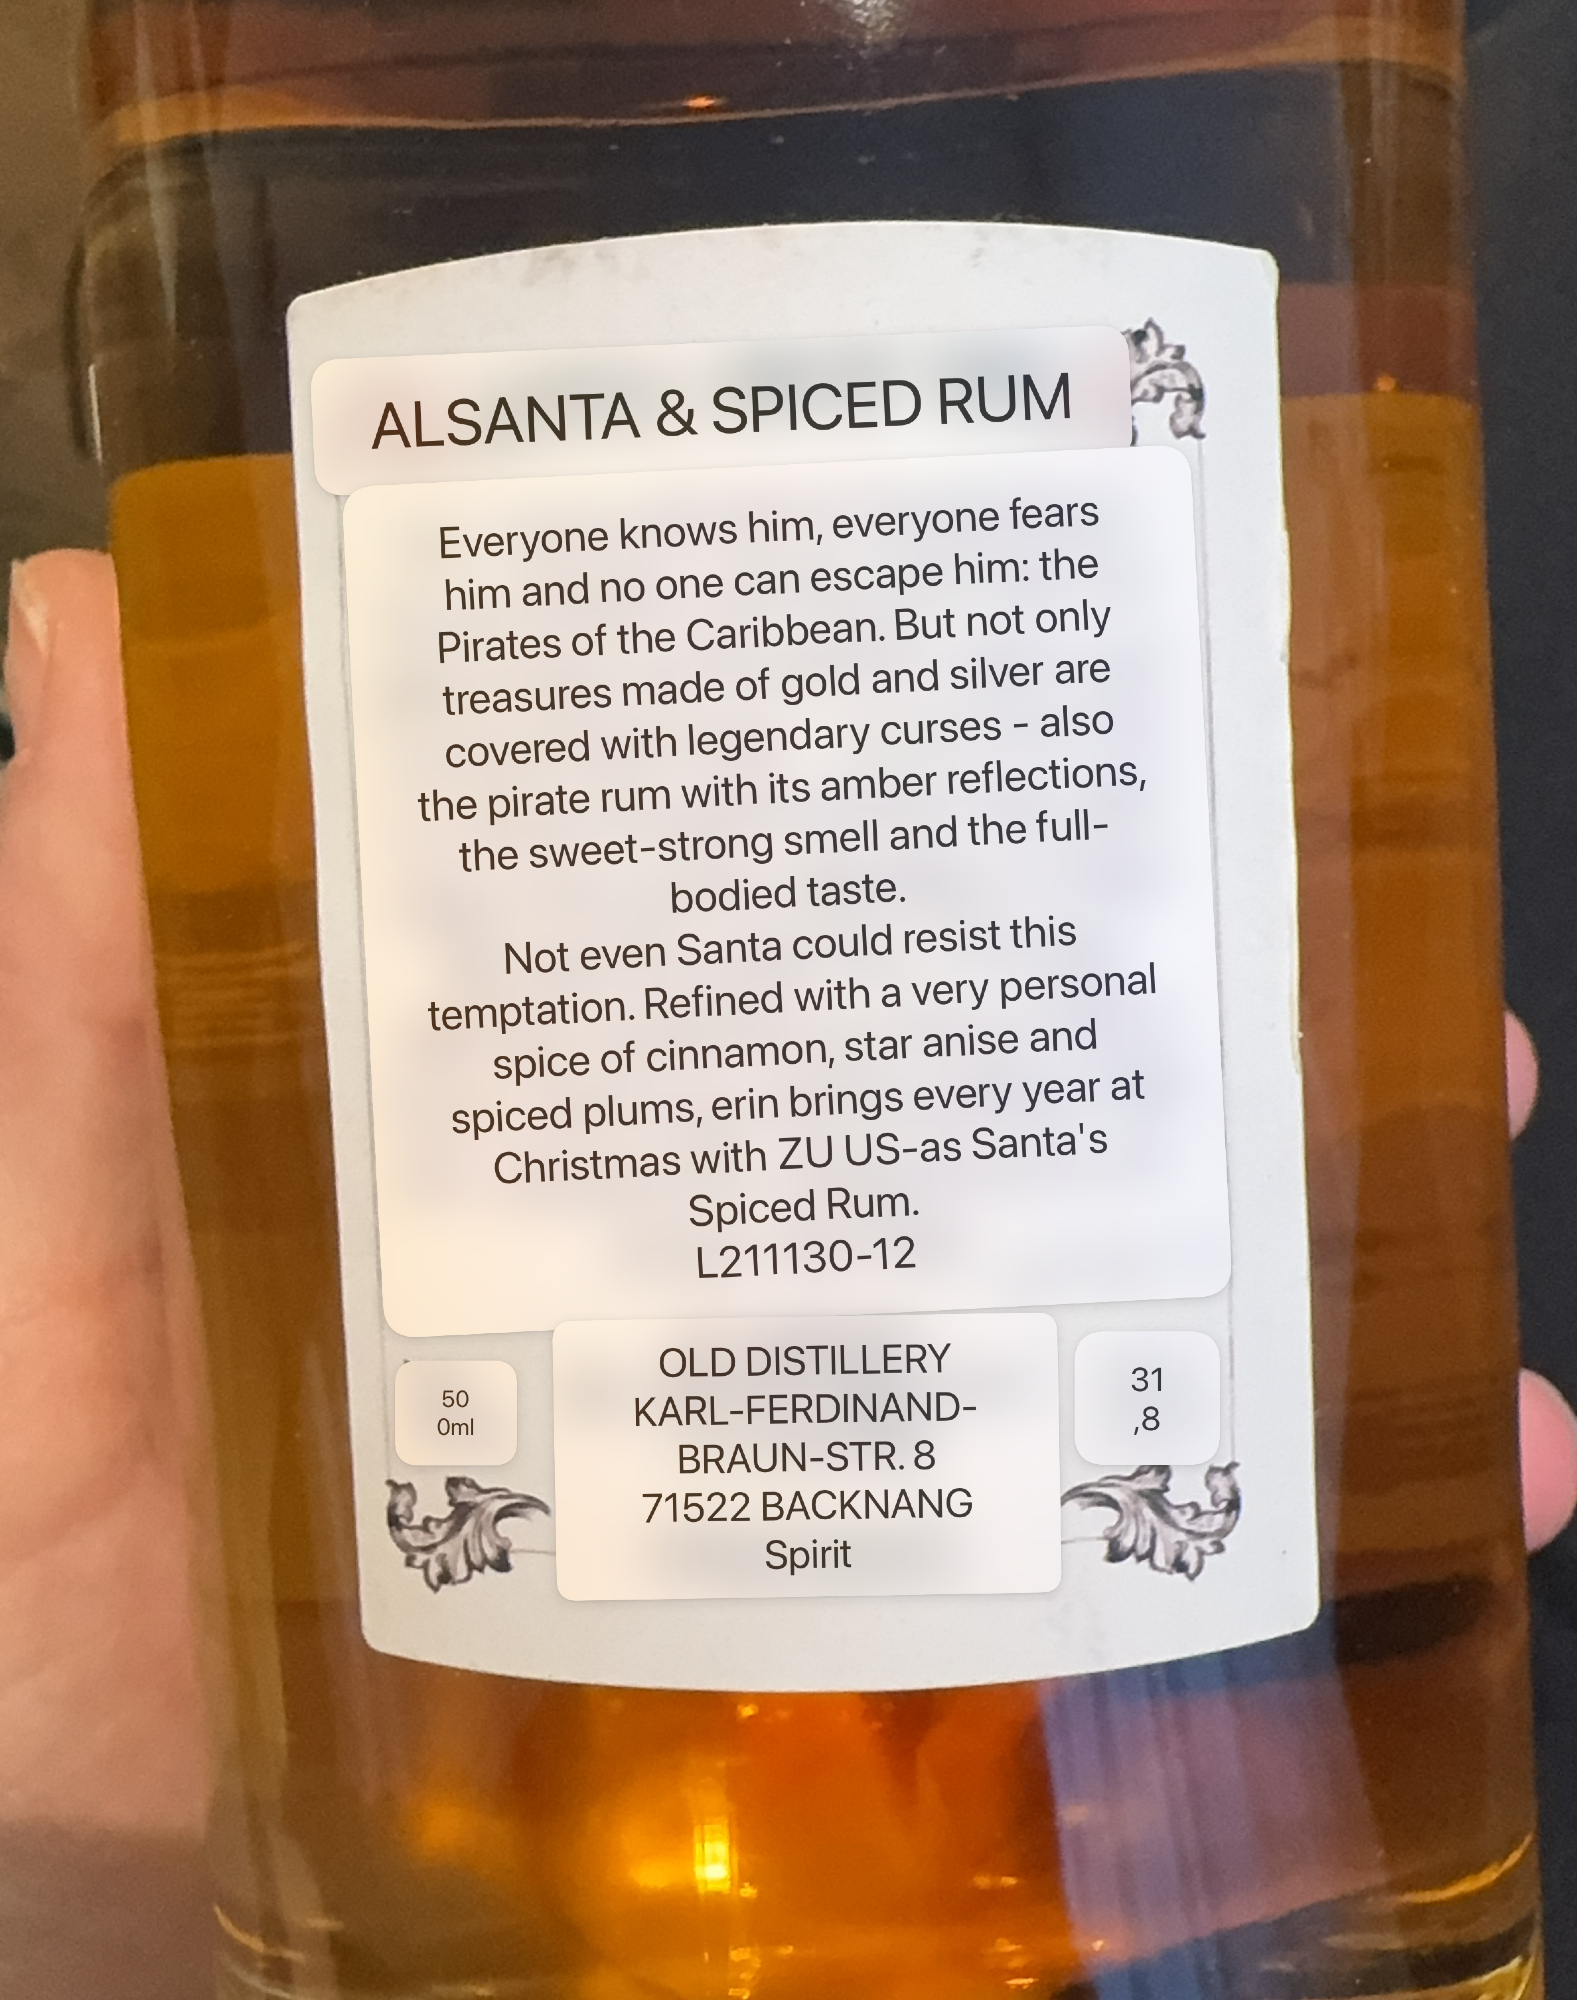 ALSANTA & SPICED RUM
Everyone knows him, everyone fears
him and no one can escape him: the
Pirates of the Caribbean. But not only
treasures made of gold and silver are
covered with legendary curses - also
the pirate rum with its amber reflections,
the sweet-strong smell and the full-
bodied taste.
Not even Santa could resist this
temptation. Refined with a very personal
spice of cinnamon, star anise and
spiced plums, erin brings every year at
Christmas with ZU US-as Santa's
Spiced Rum.
L211130-12
50
0ml
OLD DISTILLERY
KARL-FERDINAND-
BRAUN-STR. 8
71522 BACKNANG
Spirit
31
,8